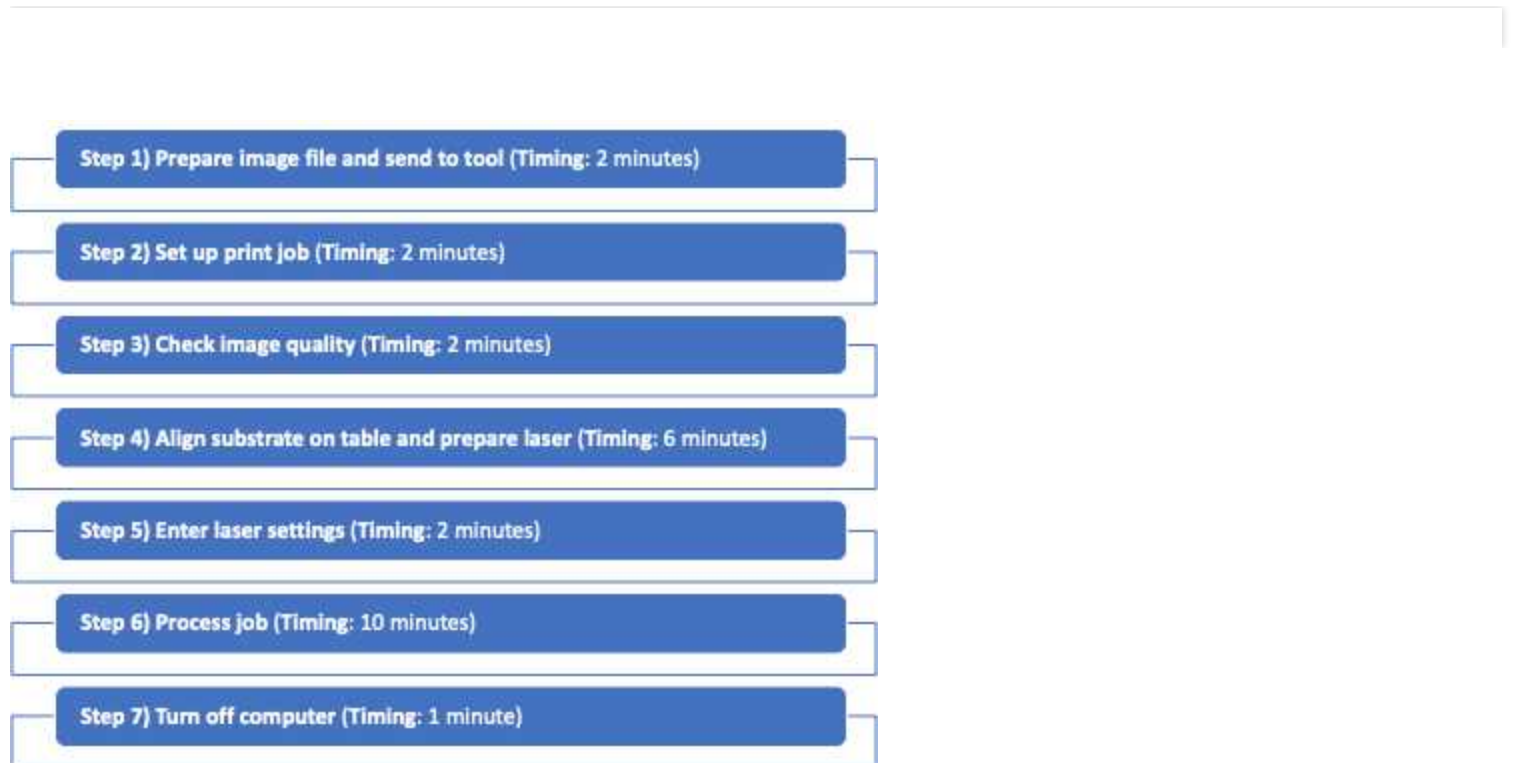 Step 1) Prepare image file and send to tool (Timing: 2 minutes)
Step 2) Set up print job (Timing: 2 minutes)
Step 3) Check image quality (Timing: 2 minutes)
Step 4) Align substrate on table and prepare laser (Timing: 6 minutes)
Step 5) Enter laser settings (Timing: 2 minutes)
Step 6) Process job (Timing: 10 minutes)
Step 7) Turn off computer (Timing: 1 minute)